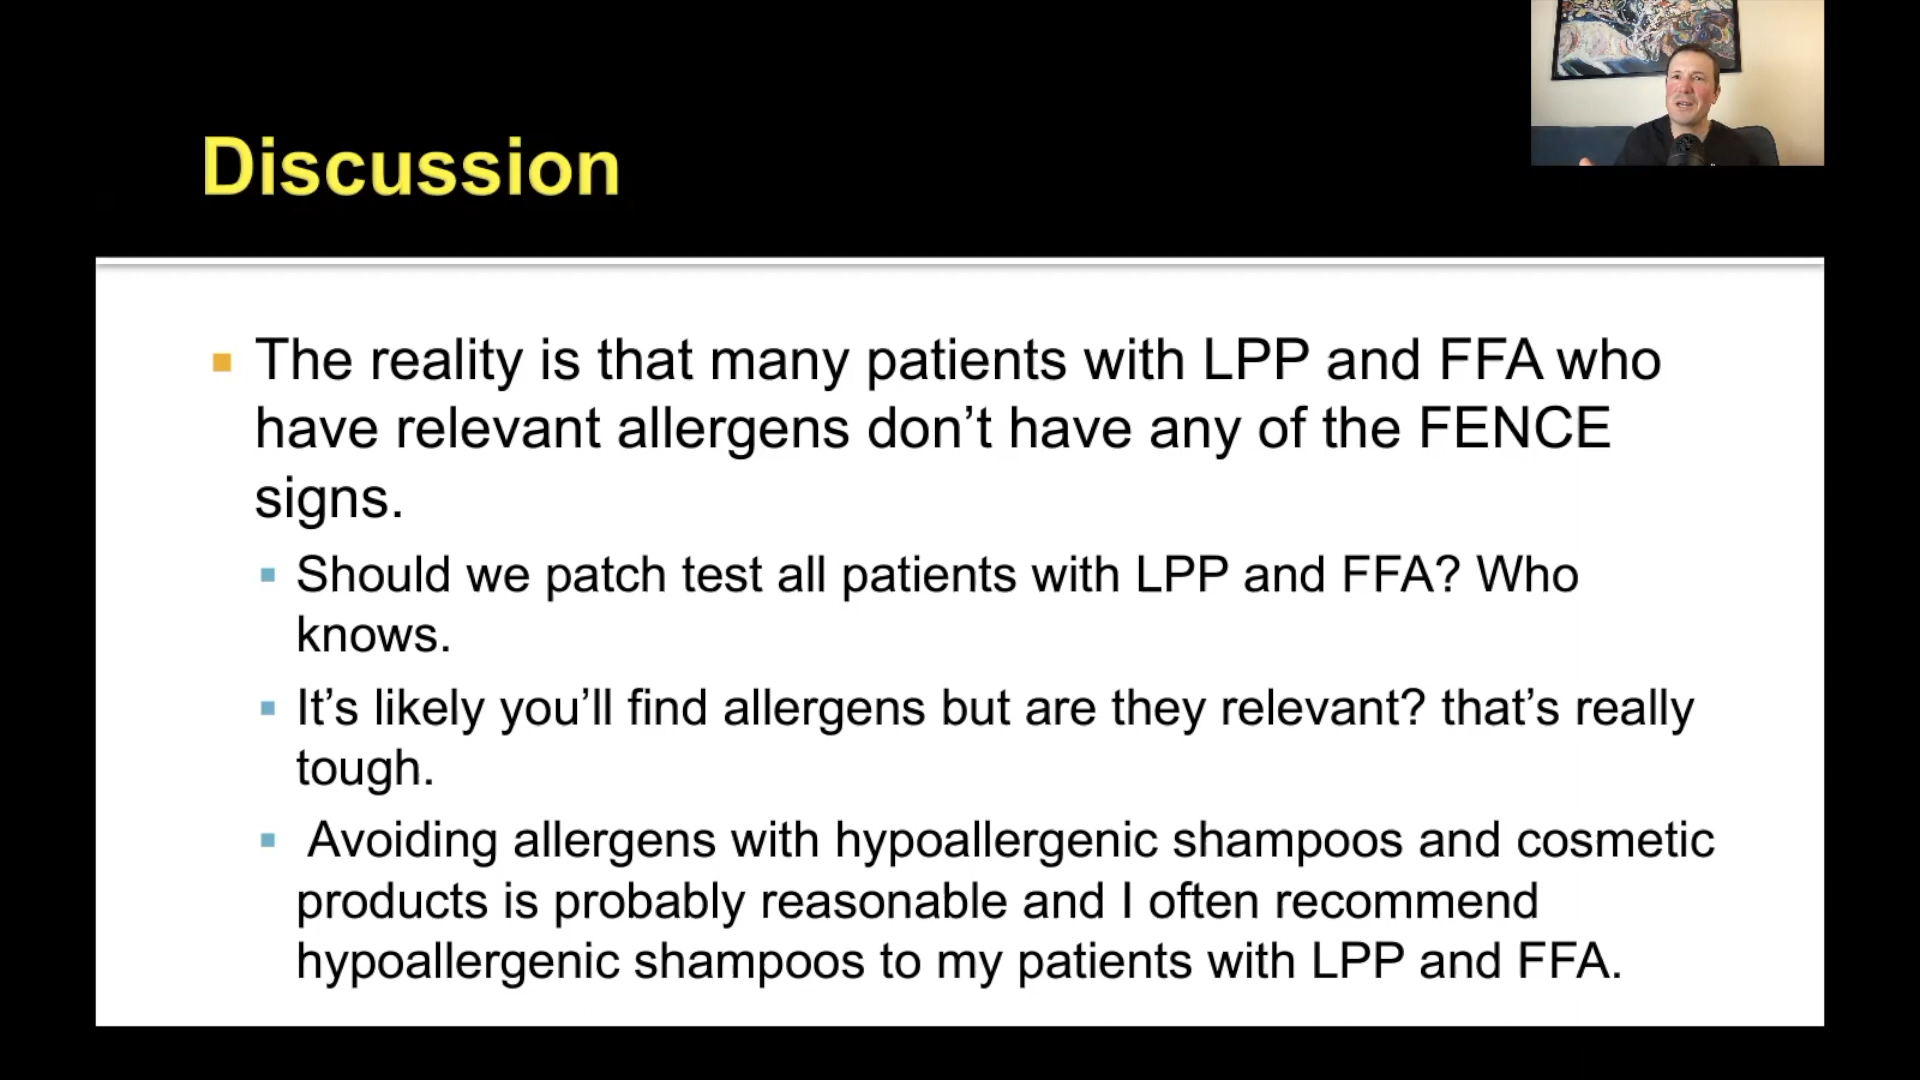 Discussion
The reality is that many patients with LPP and FFA who
have relevant allergens don’t have any of the FENCE
signs.
Should we patch test all patients with LPP and FFA? Who
knows.
It’s likely you’ll find allergens but are they relevant? that’s really
tough.
Avoiding allergens with hypoallergenic shampoos and cosmetic
products is probably reasonable and I often recommend
hypoallergenic shampoos to my patients with LPP and FFA.